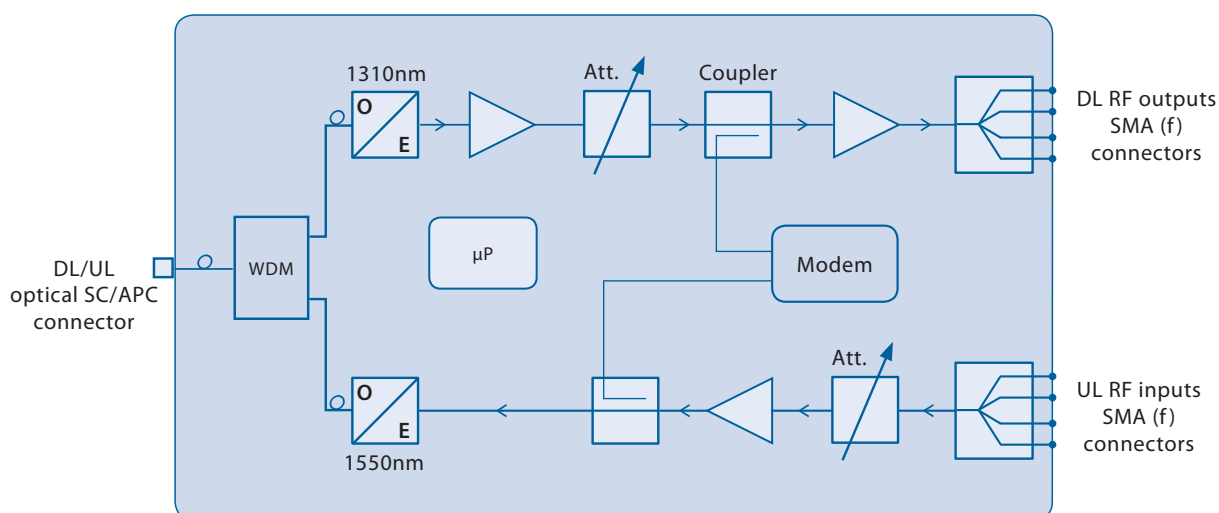 1310nm
Att.
Coupler
O
E
DL RF outputs
SMA (f)
connectors
µP
WDM
Modem
DL/UL
optical SC/APC
connector
Att.
O
E
1550nm
UL RF inputs
SMA (f)
connectors